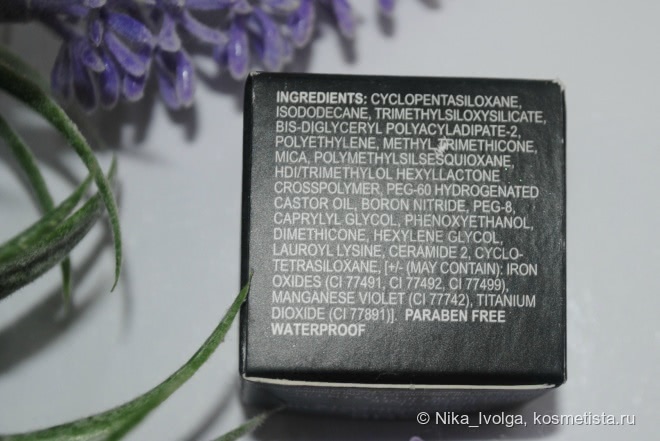 INGREDIENTS: CYCLOPENTASILOXANE,
ISODODECANE, TRIMETHYLSILOXYSILICATE,
BIS-DIGLYCERYL POLYACYLADIPATE-2,
POLYETHYLENE, METHYL TRIMETHICONE,
MICA, POLYMETHYLSILSESQUIOXANE,
HDI/TRIMETHYLOL HEXYLLACTONE
CROSSPOLYMER, PEG-60 HYDROGENATED
CASTOR OIL, BORON NITRIDE, PEG-8,
CAPRYLYL GLYCOL, PHENOXYETHANOL,
DIMETHICONE, HEXYLENE GLYCOL,
LAUROYL LYSINE, CERAMIDE 2, CYCLO-
TETRASILOXANE, [+/- (MAY CONTAIN): IRON
OXIDES (CI 77491, CI 77492, CI 77499),
MANGANESE VIOLET (CI 77742), TITANIUM
DIOXIDE (CI 77891)]. PARABEN FREE
WATERPROOF
© Nika_Ivolga, kosmetista.ru